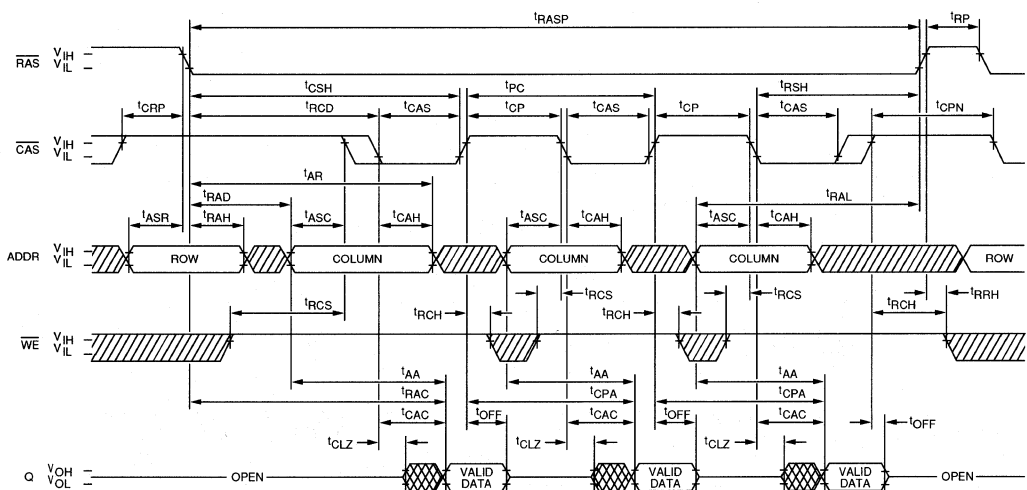 tRASP tRP
RAS VIH
VIL
tCSH tPC tRSH
tCRP tRCD tCAS tCP tCAS tCP tCAS tCPN
CAS VIH
VIL
tAR
tRAD tRAL
tASR tRAH tASC tCAH tASC tCAH tASC tCAH
ADDR VIH
VIL
ROW COLUMN COLUMN COLUMN ROW
tRCS tRCH tRCS tRCH tRCS tRCH tRRH
WE VIH
VIL
tAA tAA tAA
tRAC tCPA tCPA
tCAC tOFF tCAC tOFF tCAC tOFF
tCLZ tCLZ tCLZ
Q VOH
VOL
OPEN VALID DATA VALID DATA VALID DATA OPEN